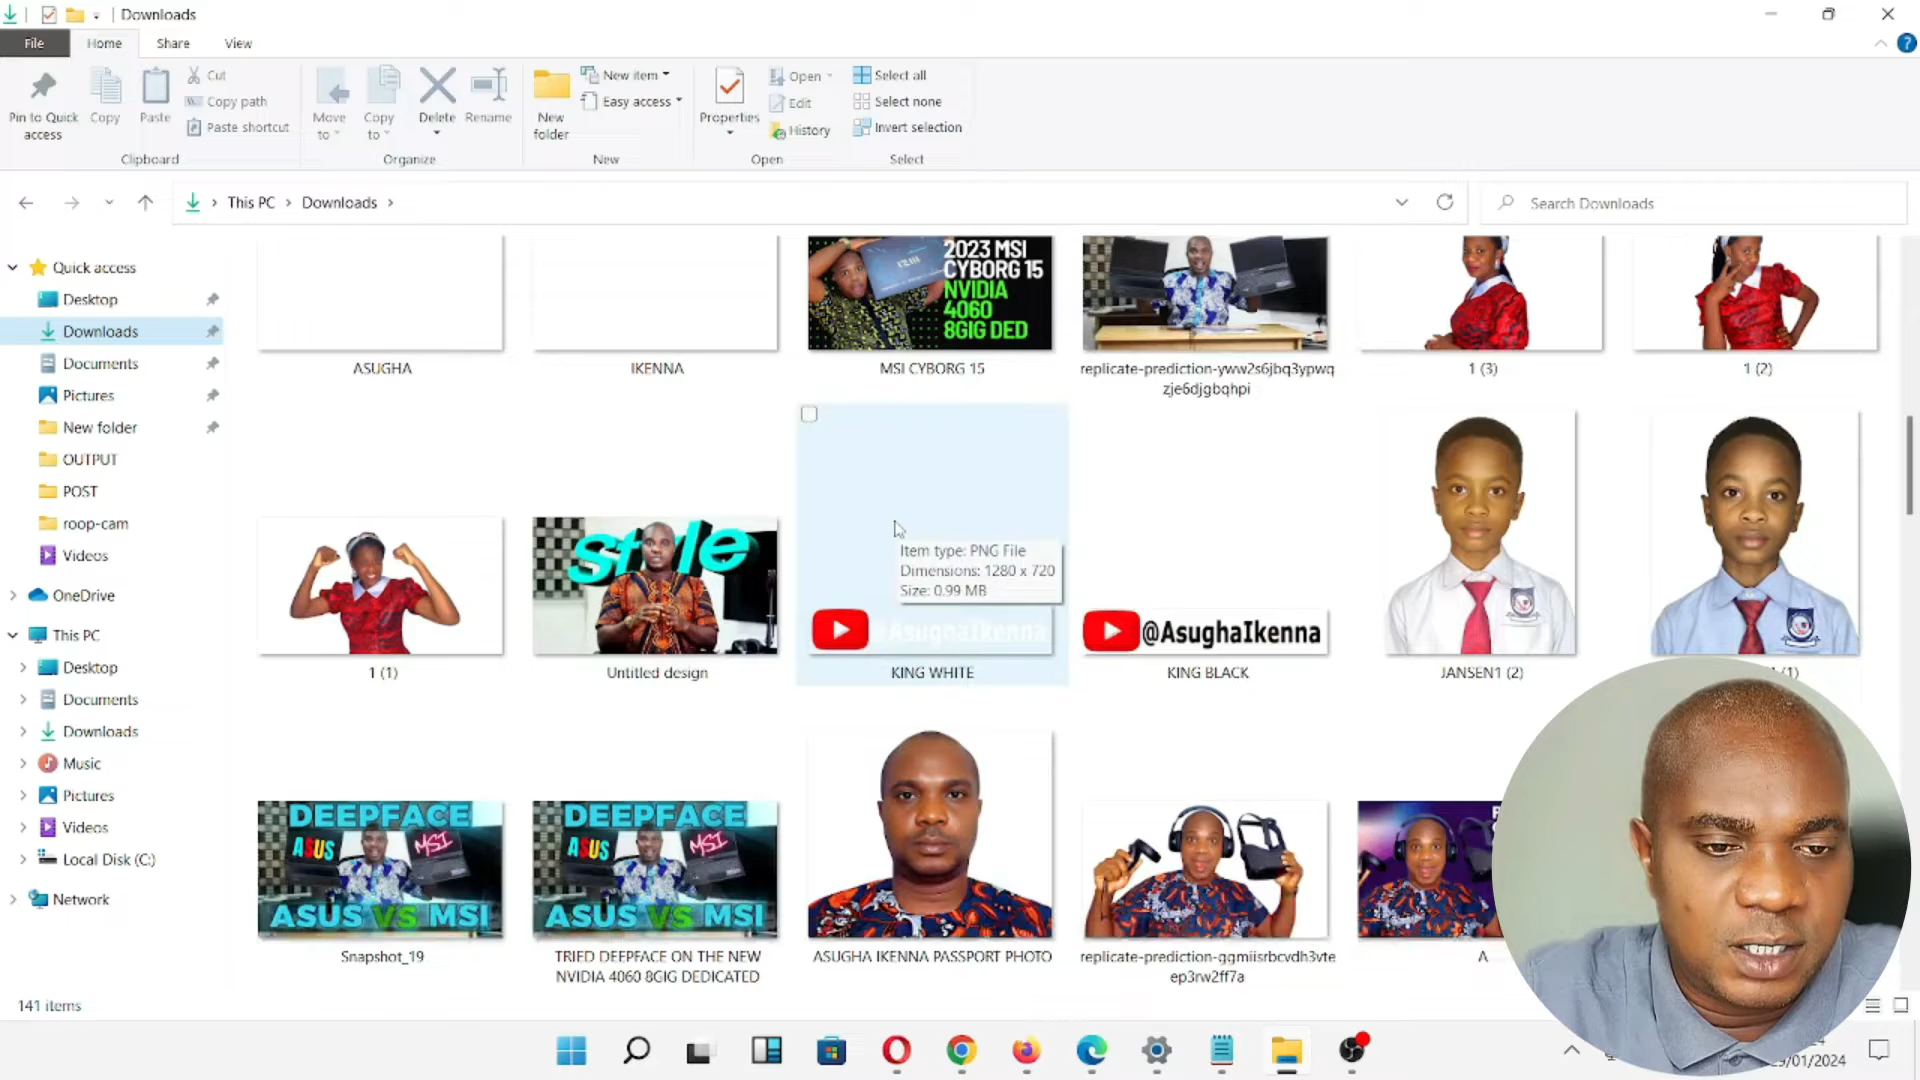 Downloads
File Home Share View
Pin to Quick access
Copy
Paste
Cut
Copy path
Paste shortcut
Clipboard
Move to
Copy to
Delete
Rename
Organize
New folder
New item
Easy access
New
Properties
Open
Edit
History
Open
Select all
Select none
Invert selection
Select
This PC > Downloads >
Search Downloads
Quick access
Desktop
Downloads
Documents
Pictures
New folder
OUTPUT
POST
roop-cam
Videos
OneDrive
This PC
Desktop
Documents
Downloads
Music
Pictures
Videos
Local Disk (C:)
Network
2023 MSI
CYBORG 15
NVIDIA
4060
8GIG DED
ASUGHA
IKENNA
MSI CYBORG 15
replicate-prediction-yww2s6jbq3ypwq
zje6djgbqhpi
1 (3)
1 (2)
Style
Item type: PNG File
Dimensions: 1280 x 720
Size: 0.99 MB
@AsughaIkenna
@AsughaIkenna
1 (1)
Untitled design
KING WHITE
KING BLACK
JANSEN1 (2)
DEEPFACE
ASUS
MSI
ASUS VS MSI
DEEPFACE
ASUS
MSI
ASUS VS MSI
Snapshot_19
TRIED DEEPFACE ON THE NEW
NVIDIA 4060 8GIG DEDICATED
ASUGHA IKENNA PASSPORT PHOTO
replicate-prediction-ggmiisrbcvdh3vte
ep3rw2ff7a
A
141 items